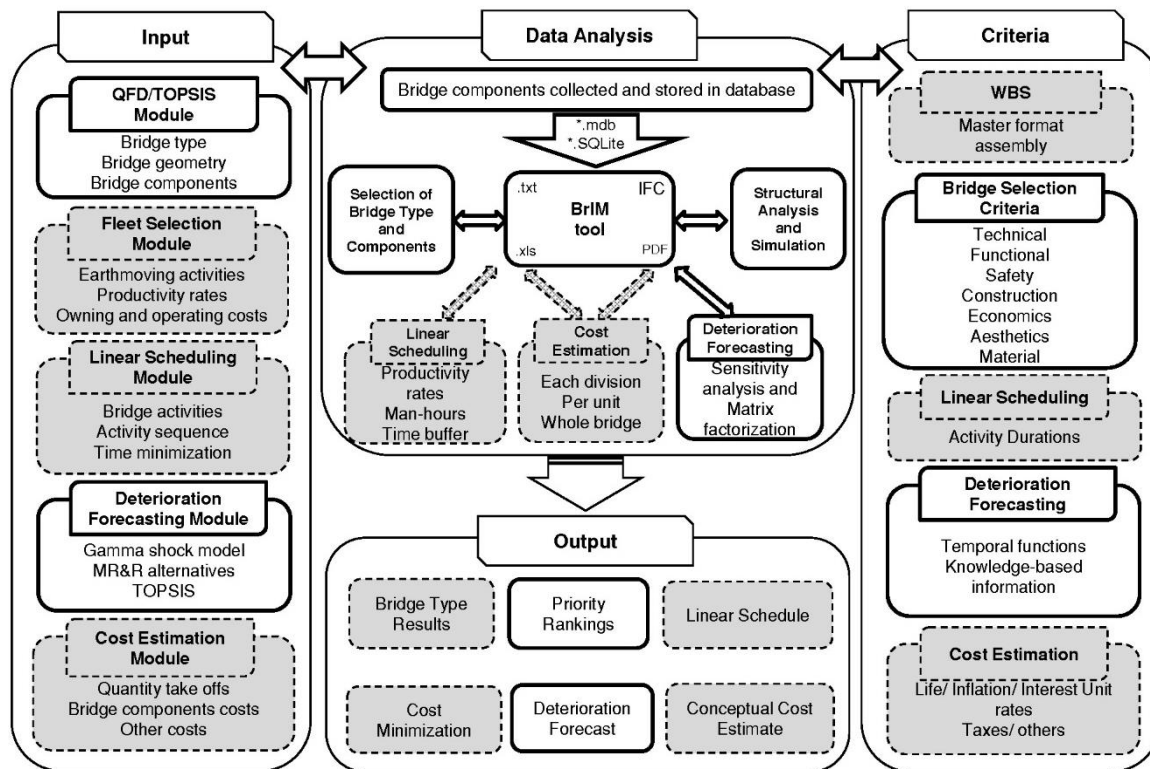 Input
QFD/TOPSIS
Module
Bridge type
Bridge geometry
Bridge components
Fleet Selection
Module
Earthmoving activities
Productivity rates
Owning and operating costs
Linear Scheduling
Module
Bridge activities
Activity sequence
Time minimization
Deterioration
Forecasting Module
Gamma shock model
MR&R alternatives
TOPSIS
Cost Estimation
Module
Quantity take offs
Bridge components costs
Other costs
Data Analysis
Bridge components collected and stored in database
*.mdb
*.SQLite
Selection of
Bridge Type
and
Components
.txt
IFC
BrIM
tool
.xls
PDF
Structural
Analysis
and
Simulation
Linear
Scheduling
Productivity
rates
Man-hours
Time buffer
Cost
Estimation
Each division
Per unit
Whole bridge
Deterioration
Forecasting
Sensitivity
analysis and
Matrix
factorization
Output
Bridge Type
Results
Priority
Rankings
Linear Schedule
Cost
Minimization
Deterioration
Forecast
Conceptual Cost
Estimate
Criteria
WBS
Master format
assembly
Bridge Selection
Criteria
Technical
Functional
Safety
Construction
Economics
Aesthetics
Material
Linear Scheduling
Activity Durations
Deterioration
Forecasting
Temporal functions
Knowledge-based
information
Cost Estimation
Life/ Inflation/ Interest Unit
rates
Taxes/ others